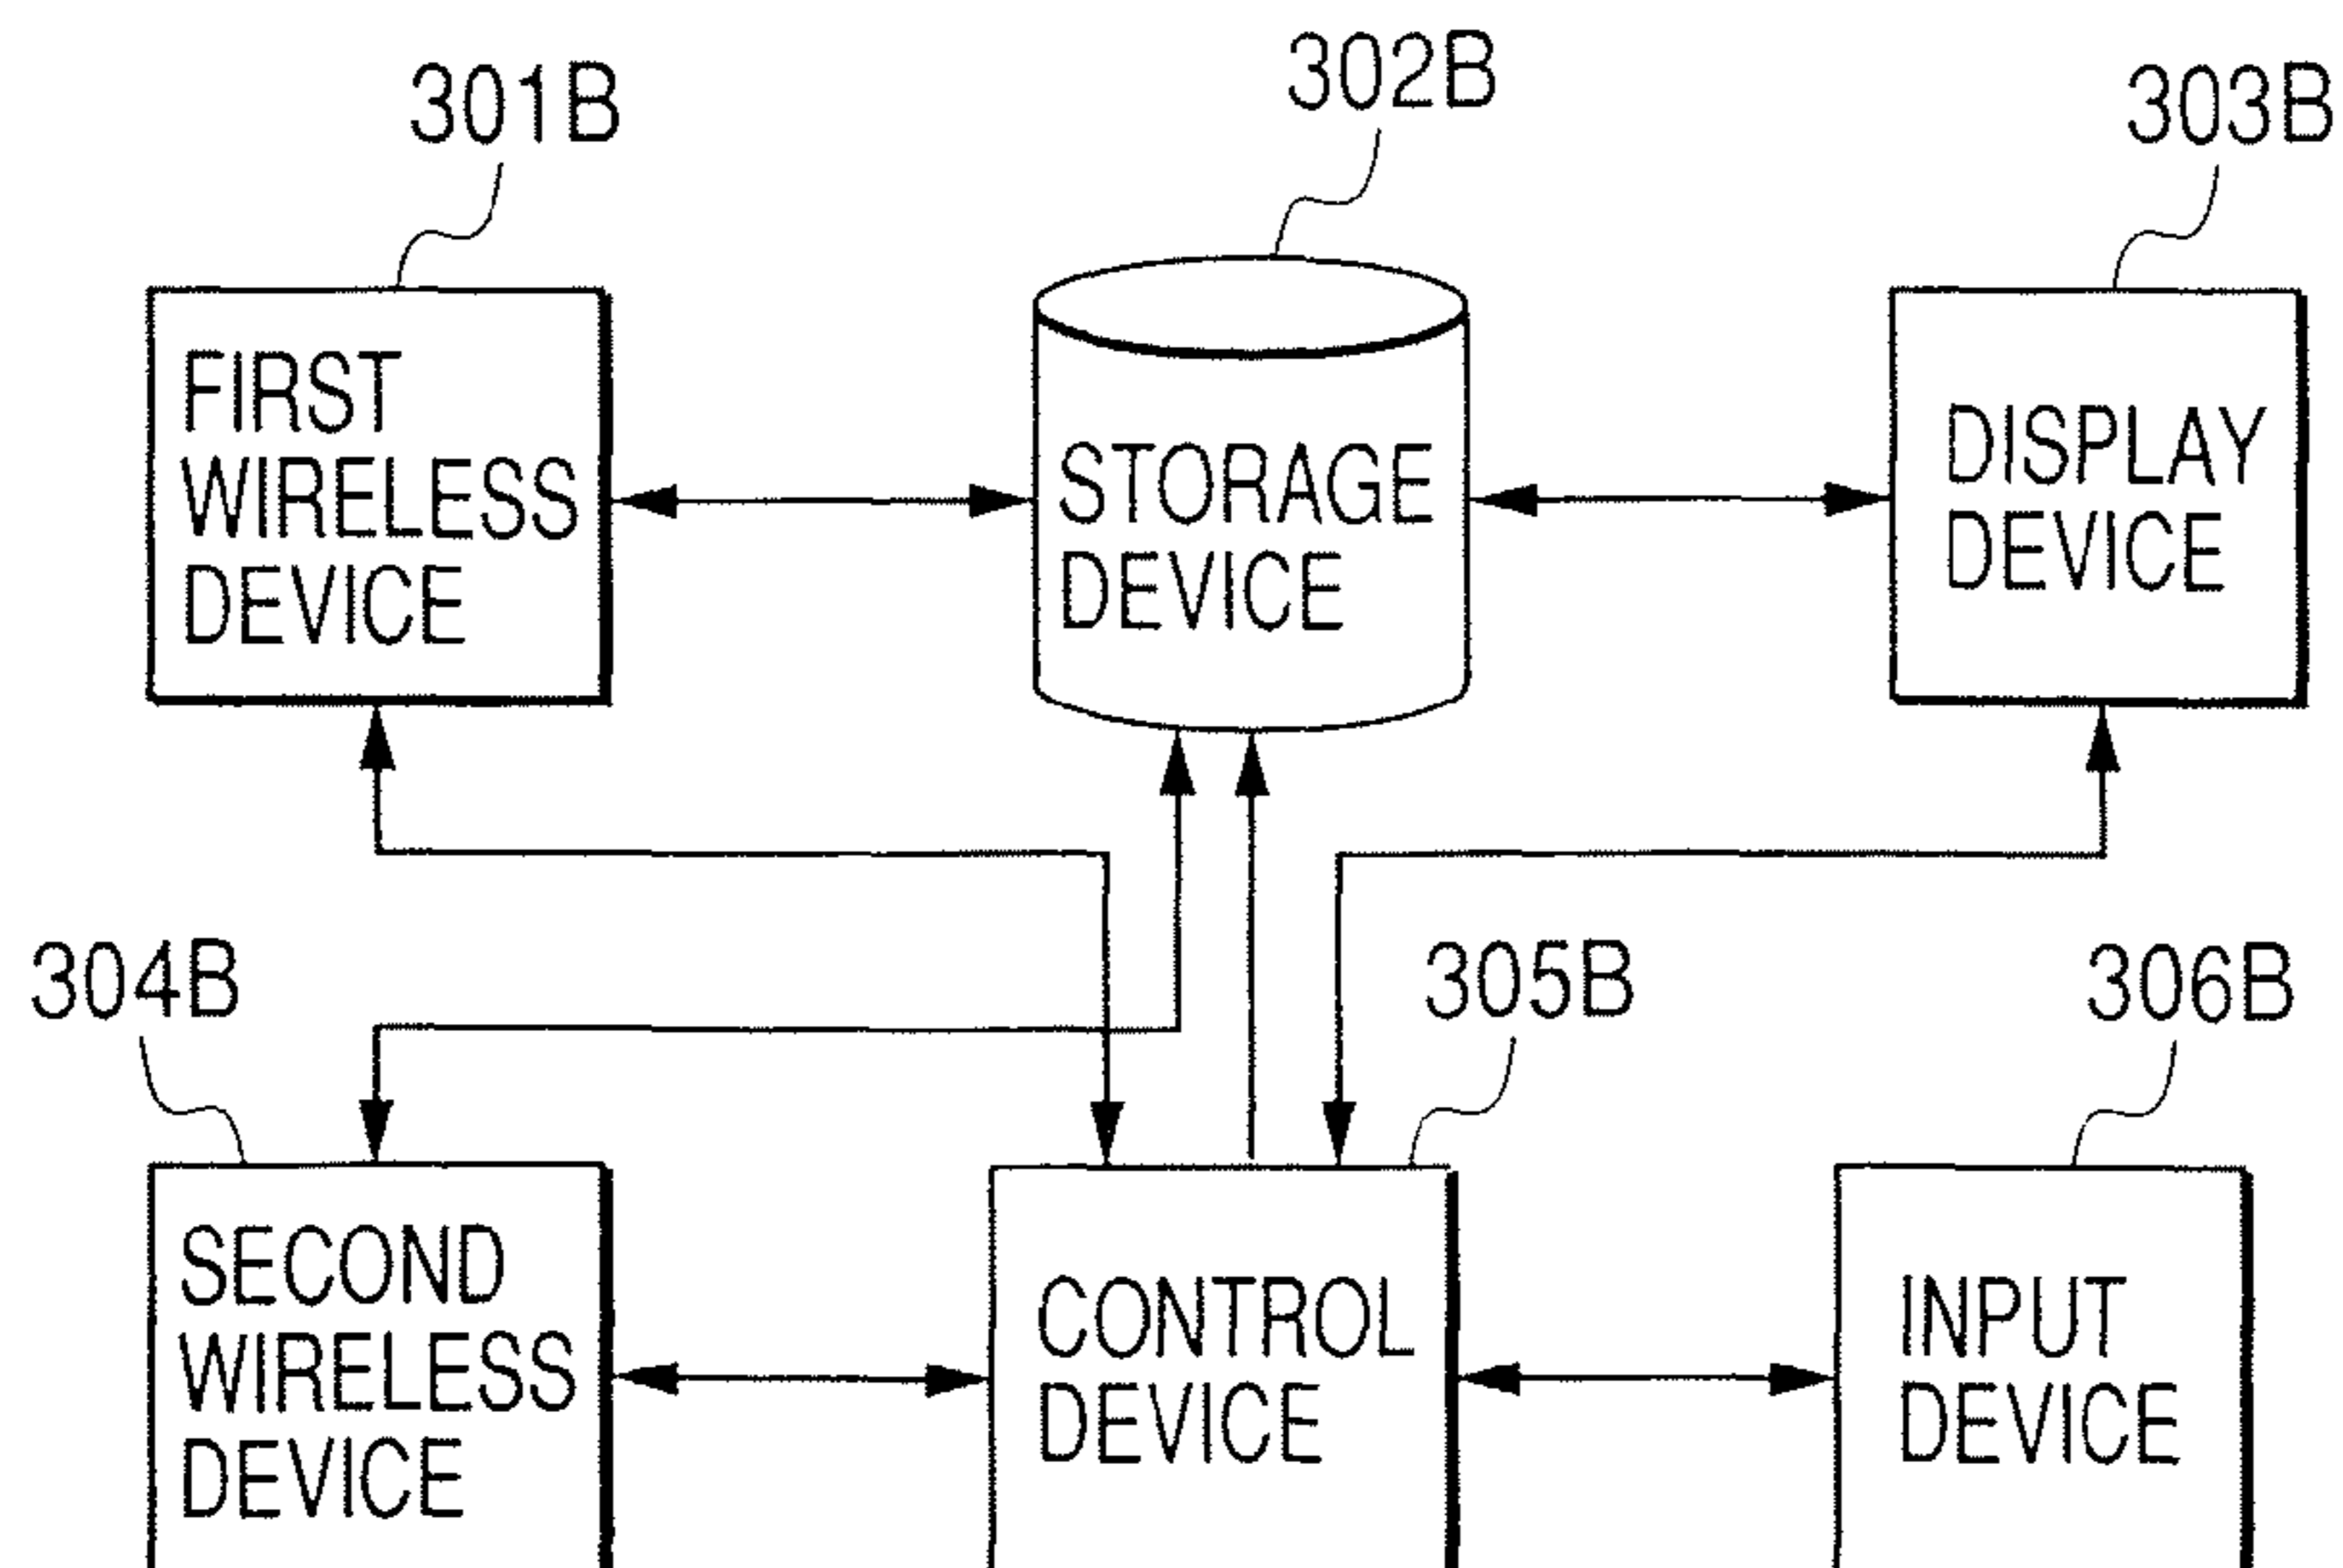 301B
302B
303B
FIRST
WIRELESS
DEVICE
STORAGE
DEVICE
DISPLAY
DEVICE
304B
305B
306B
SECOND
WIRELESS
DEVICE
CONTROL
DEVICE
INPUT
DEVICE